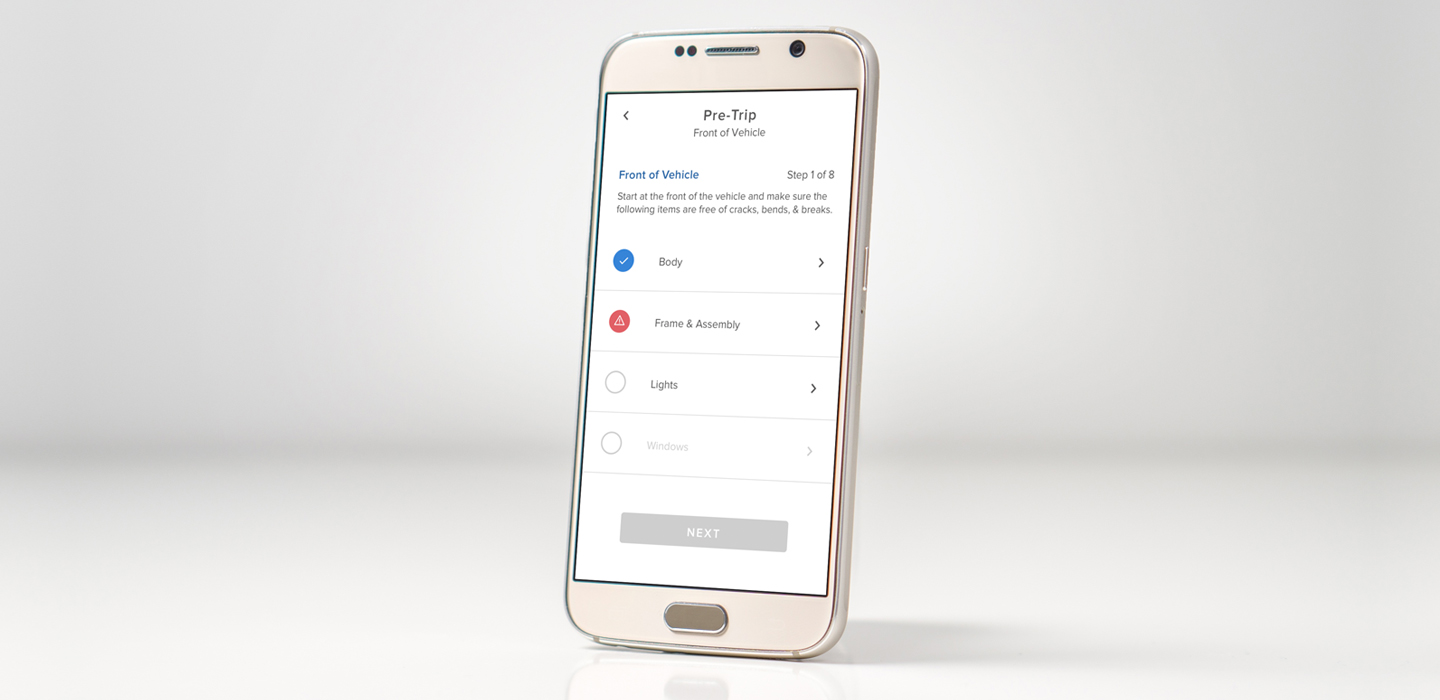 Pre-Trip
Front of Vehicle
Front of Vehicle
Step 1 of 8
Start at the front of the vehicle and make sure the
following items are free of cracks, bends, & breaks.
Body
Frame & Assembly
Lights
Windows
NEXT